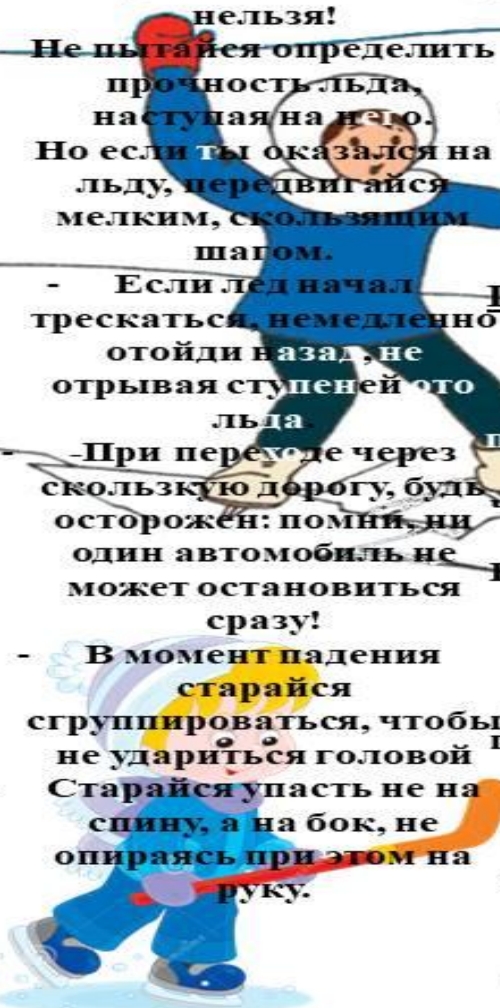 нельзя!
Не пытайся определить
прочность льда,
наступая на него.
Но если ты оказался на
льду, передвигайся
мелким, скользящим
шагом.
- Если лед начал
трескаться, немедленно
отойди назад, не
отрывая ступеней ото
льда
- -При переходе через
скользкую дорогу, будь
осторожен: помни, ни
один автомобиль не
может остановиться
сразу!
- В момент падения
старайся
сгруппироваться, чтобы
не удариться головой
Старайся упасть не на
спину, а на бок, не
опираясь при этом на
руку.